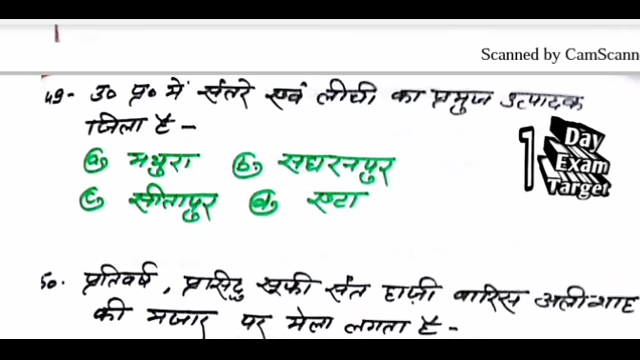 Scanned by CamScann
49- उ० प्र० में संतरे एवं लीची का प्रमुख उत्पादक
जिला है -
(a) मथुरा (b) सहारनपुर
(c) सीतापुर (d) एटा
1 Day Exam Target
50. प्रतिवर्ष, प्रसिद्ध सूफी संत हाजी वारिस अलीशाह
की मजार पर मेला लगता है -